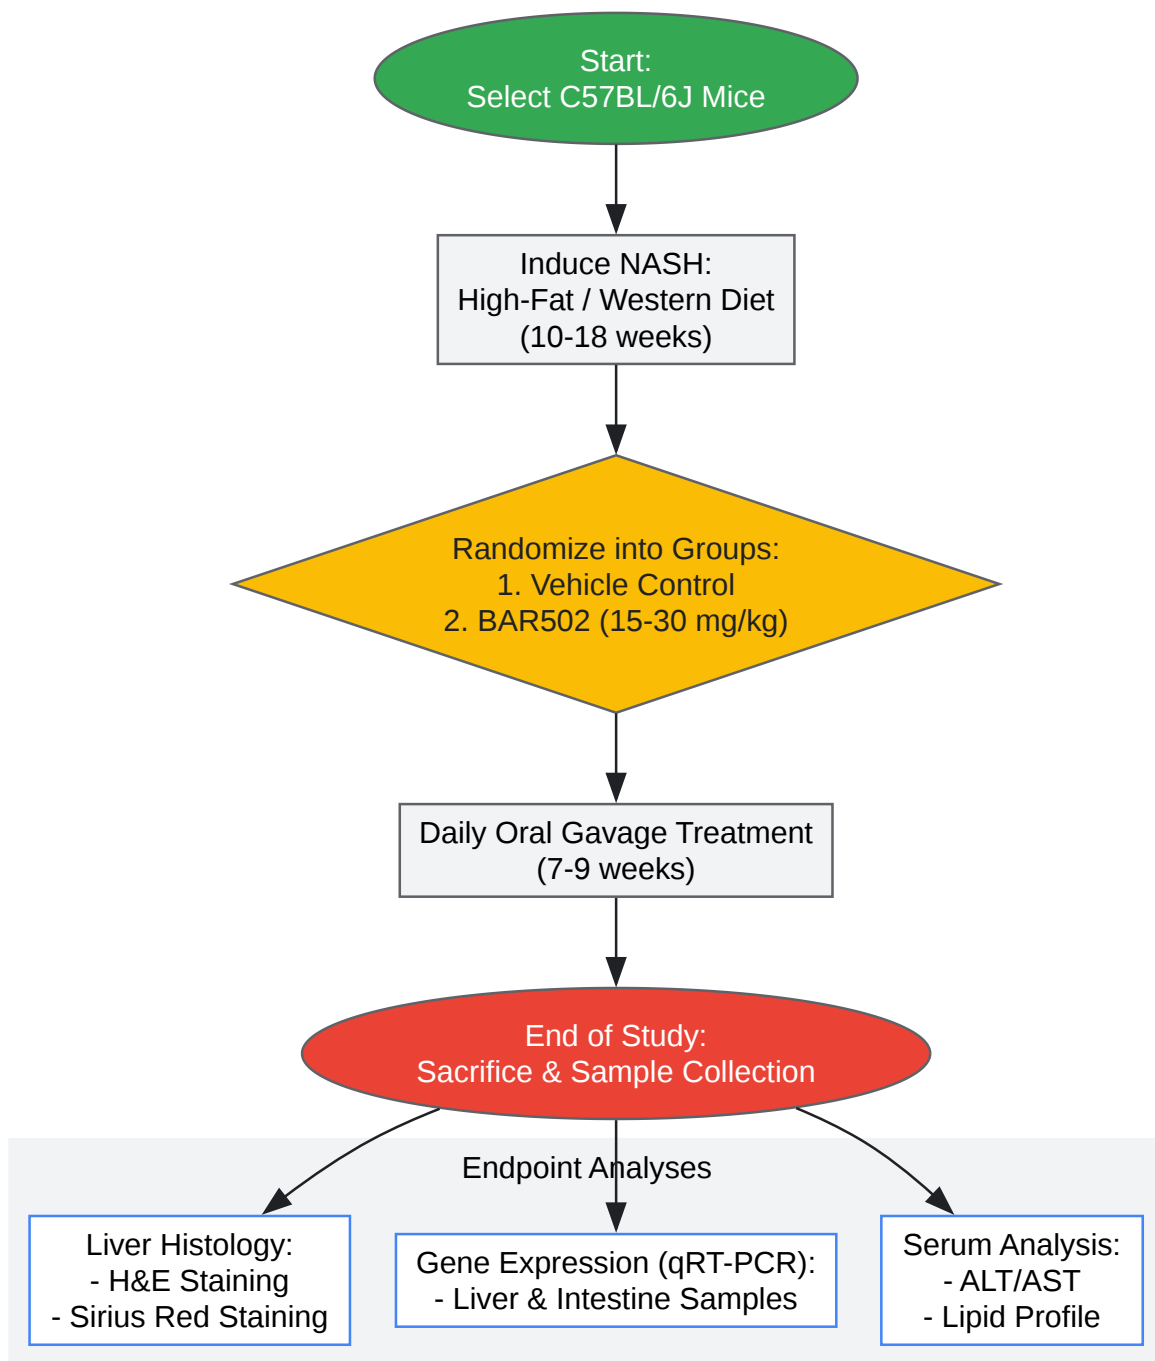 Start:
Select C57BL/6J Mice
Induce NASH:
High-Fat / Western Diet
(10-18 weeks)
Randomize into Groups:
1. Vehicle Control
2. BAR502 (15-30 mg/kg)
Daily Oral Gavage Treatment
(7-9 weeks)
End of Study:
Sacrifice & Sample Collection
Endpoint Analyses
Liver Histology:
- H&E Staining
- Sirius Red Staining
Gene Expression (qRT-PCR):
- Liver & Intestine Samples
Serum Analysis:
- ALT/AST
- Lipid Profile